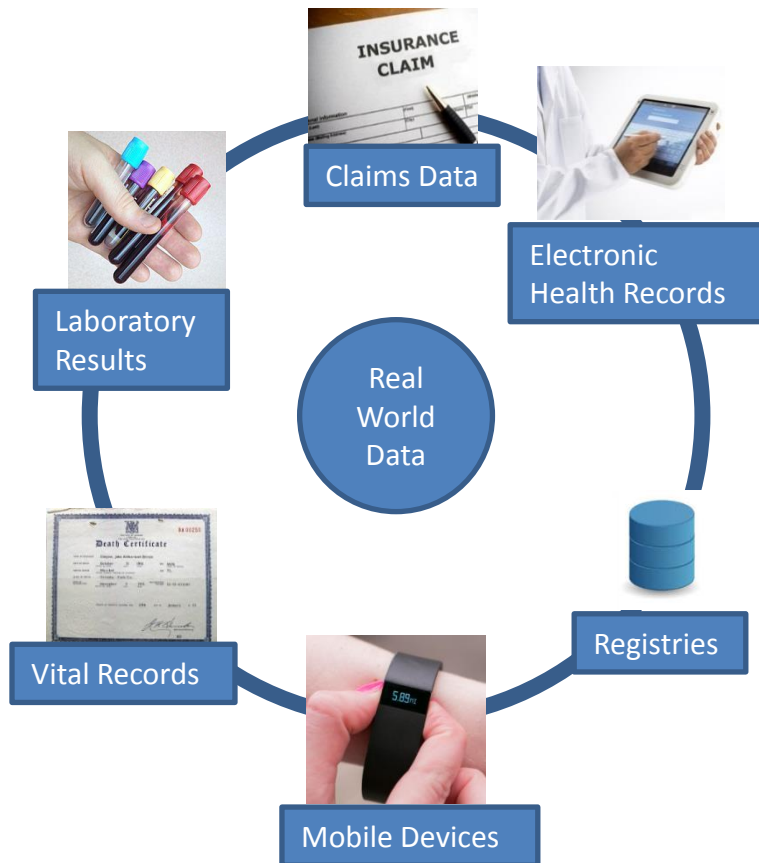 INSURANCE
CLAIM
Claims Data
Electronic
Health Records
Laboratory
Results
Real
World
Data
Death Certificate
Vital Records
Registries
5.89 MI
Mobile Devices